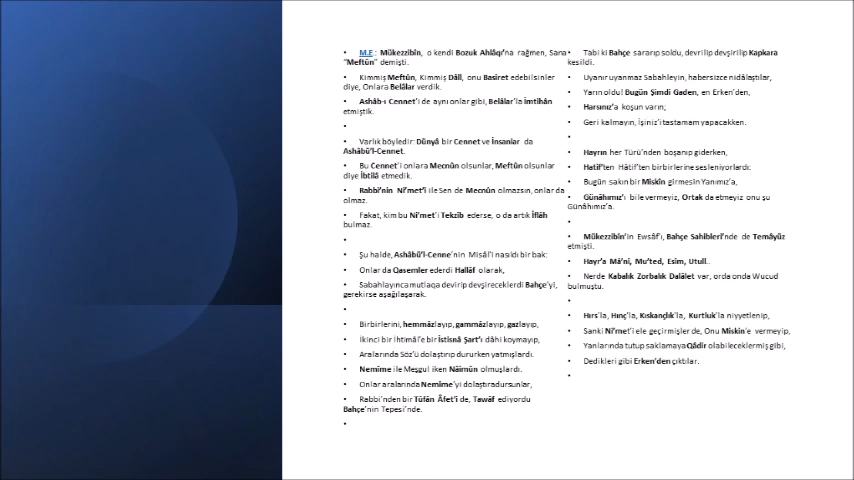 • M.E.: Mükezzibîn, o kendi Bozuk Ahlâqı’na rağmen, Sana
“Meftûn” demişti.
• Kimmiş Meftûn, Kimmiş Dâll, onu Basiret edebilsinler
diye, Onlara Belâlar verdik.
• Ashâb-ı Cennet’i de aynı onlar gibi, Belâlar’la İmtihân
etmiştik.
•
• Varlık böyledir: Dünyâ bir Cennet ve İnsanlar da
Ashâbü’l-Cennet.
• Bu Cennet’i onlara Mecnûn olsunlar, Meftûn olsunlar
diye İbtilâ etmedik.
• Rabbi’nin Ni’met’i ile Sen de Mecnûn olmazsın, onlar da
olmaz.
• Fakat, kim bu Ni’met’i Tekzîb ederse, o da artık İflâh
bulmaz.
•
• Şu halde, Ashâbü’l-Cenne’nin Misâl’i nasıldı bir bak:
• Onlar da Qasemler ederdi Hallâf olarak,
• Sabahlayınca mutlaqa devirip devşireceklerdi Bahçe’yi,
gerekirse aşağılaşarak.
•
• Birbirlerini, hemmâzlayıp, gammâzlayıp, gazlayıp,
• İkinci bir İhtimâl’e bir İstisnâ Şart’ı dâhi koymayıp,
• Aralarında Söz’ü dolaştırıp dururken yatmışlardı.
• Nemîme ile Meşgul iken Nâimûn olmuşlardı.
• Onlar aralarında Nemîme’yi dolaştıradursunlar,
• Rabbi’nden bir Tûfân Âfet’i de, Tawâf ediyordu
Bahçe’nin Tepesi’nde.
•
• Tabi ki Bahçe sararıp soldu, devrilip devşirilip Kapkara
kesildi.
• Uyanır uyanmaz Sabahleyin, habersizce nidâlaştılar,
• Yarın oldu! Bugün Şimdi Gaden, en Erken’den,
• Harsınız’a koşun varın;
• Geri kalmayın, İşiniz’i tastamam yapacakken.
•
• Hayrın her Türü’nden boşanıp giderken,
• Hatîf’ten Hâtif’ten birbirlerine sesleniyorlardı:
• Bugün sakın bir Miskîn girmesin Yanımız’a,
• Günâhımız’ı bile vermeyiz, Ortak da etmeyiz onu şu
Günâhımız’a.
•
• Mükezzibîn’in Ewsâf’ı, Bahçe Sahibleri’nde de Temâyüz
etmişti.
• Hayr’a Mâ’ni, Mu’ted, Esim, Utull..
• Nerde Kabalık Zorbalık Dalâlet var, orda onda Wucud
bulmuştu.
•
• Hırs’la, Hınç’la, Kıskançlık’la, Kurtluk’la niyyetlenip,
• Sanki Ni’met’i ele geçirmişler de, Onu Miskin’e vermeyip,
• Yanlarında tutup saklamaya Qâdir olabileceklermiş gibi,
• Dedikleri gibi Erken’den çıktılar.
•